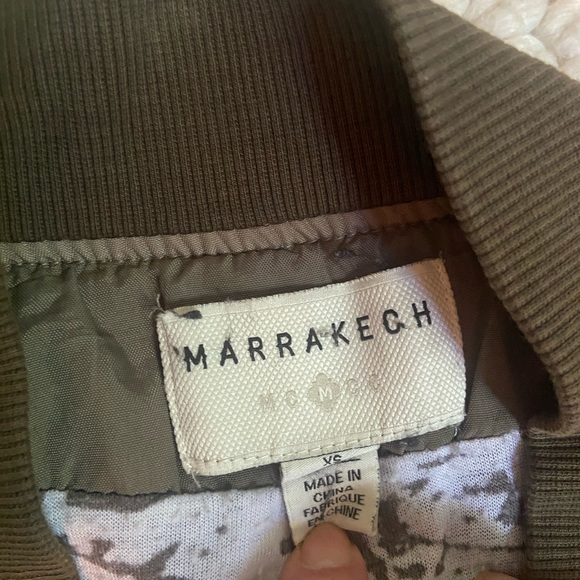 MARRAKECH
XS
MADE IN
CHINA
FABRIQUE
EN CHINE